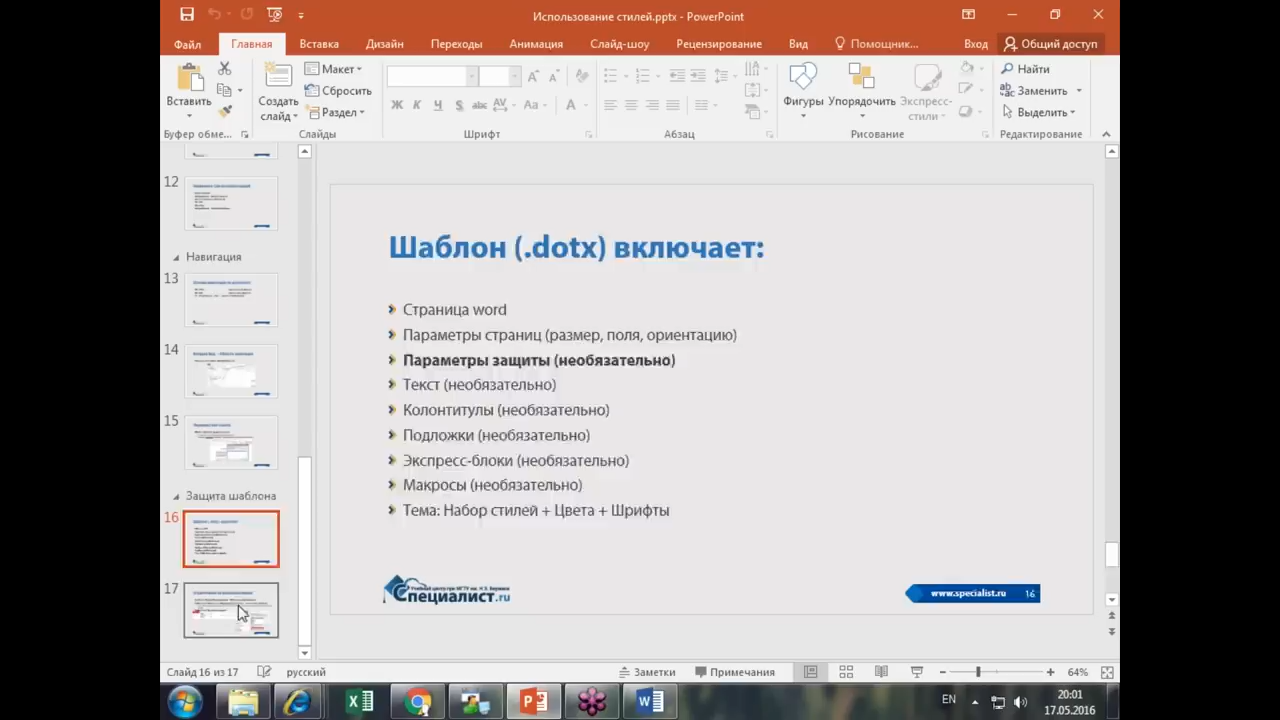 Использование стилей.pptx - PowerPoint
Файл
Главная
Вставка
Дизайн
Переходы
Анимация
Слайд-шоу
Рецензирование
Вид
Помощник...
Вход
Общий доступ
Вставить
Буфер обме...
Создать
слайд
Макет
Сбросить
Раздел
Слайды
Шрифт
Абзац
Фигуры
Упорядочить
Экспресс-
стили
Рисование
Найти
Заменить
Выделить
Редактирование
12
Навигация
13
14
15
Защита шаблона
16
17
Шаблон (.dotx) включает:
Страница word
Параметры страниц (размер, поля, ориентацию)
Параметры защиты (необязательно)
Текст (необязательно)
Колонтитулы (необязательно)
Подложки (необязательно)
Экспресс-блоки (необязательно)
Макросы (необязательно)
Тема: Набор стилей + Цвета + Шрифты
Специалист.ru
www.specialist.ru 16
Слайд 16 из 17
русский
Заметки
Примечания
64%
EN
20:01
17.05.2016